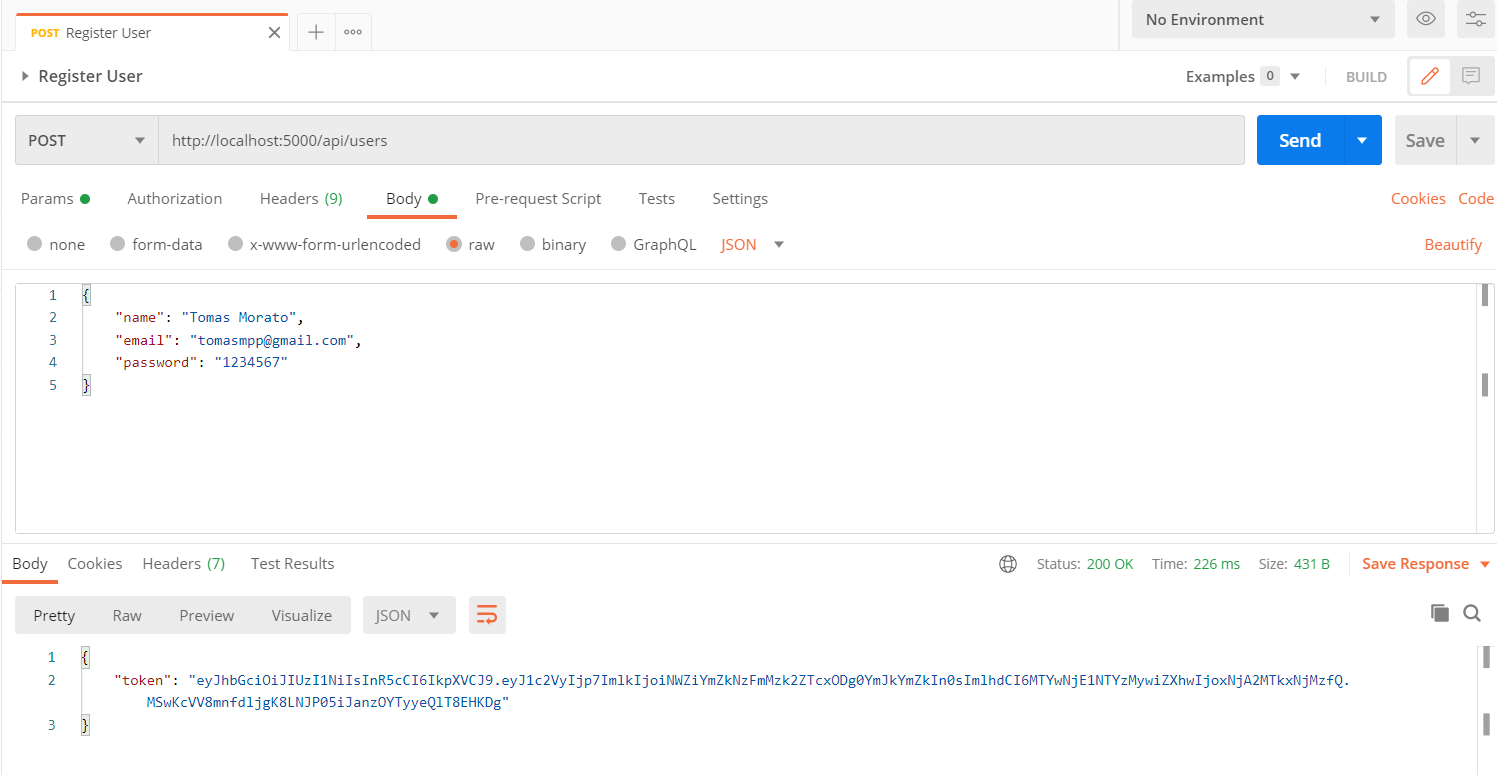 POST Register User
No Environment
Register User
Examples 0
BUILD
POST http://localhost:5000/api/users
Send
Save
Params Authorization Headers (9) Body Pre-request Script Tests Settings
Cookies Code
none form-data x-www-form-urlencoded raw binary GraphQL JSON
Beautify
1 {
2 "name": "Tomas Morato",
3 "email": "tomasmpp@gmail.com",
4 "password": "1234567"
5 }
Body Cookies Headers (7) Test Results
Status: 200 OK Time: 226 ms Size: 431 B
Save Response
Pretty Raw Preview Visualize JSON
1 {
2 "token": "eyJhbGciOiJIUzI1NiIsInR5cCI6IkpXVCJ9.eyJ1c2VyIjp7ImlkIjoiNWZiYmZkNzFmMzk2ZTcxODg0YmJkYmZkIn0sImlhdCI6MTYwNjE1NTYzMywiZXhwIjoxNjA2MTkxNjMzfQ.
MSwKcVV8mnfdljgK8LNJP05iJanzOYTyyeQlT8EHKDg"
3 }